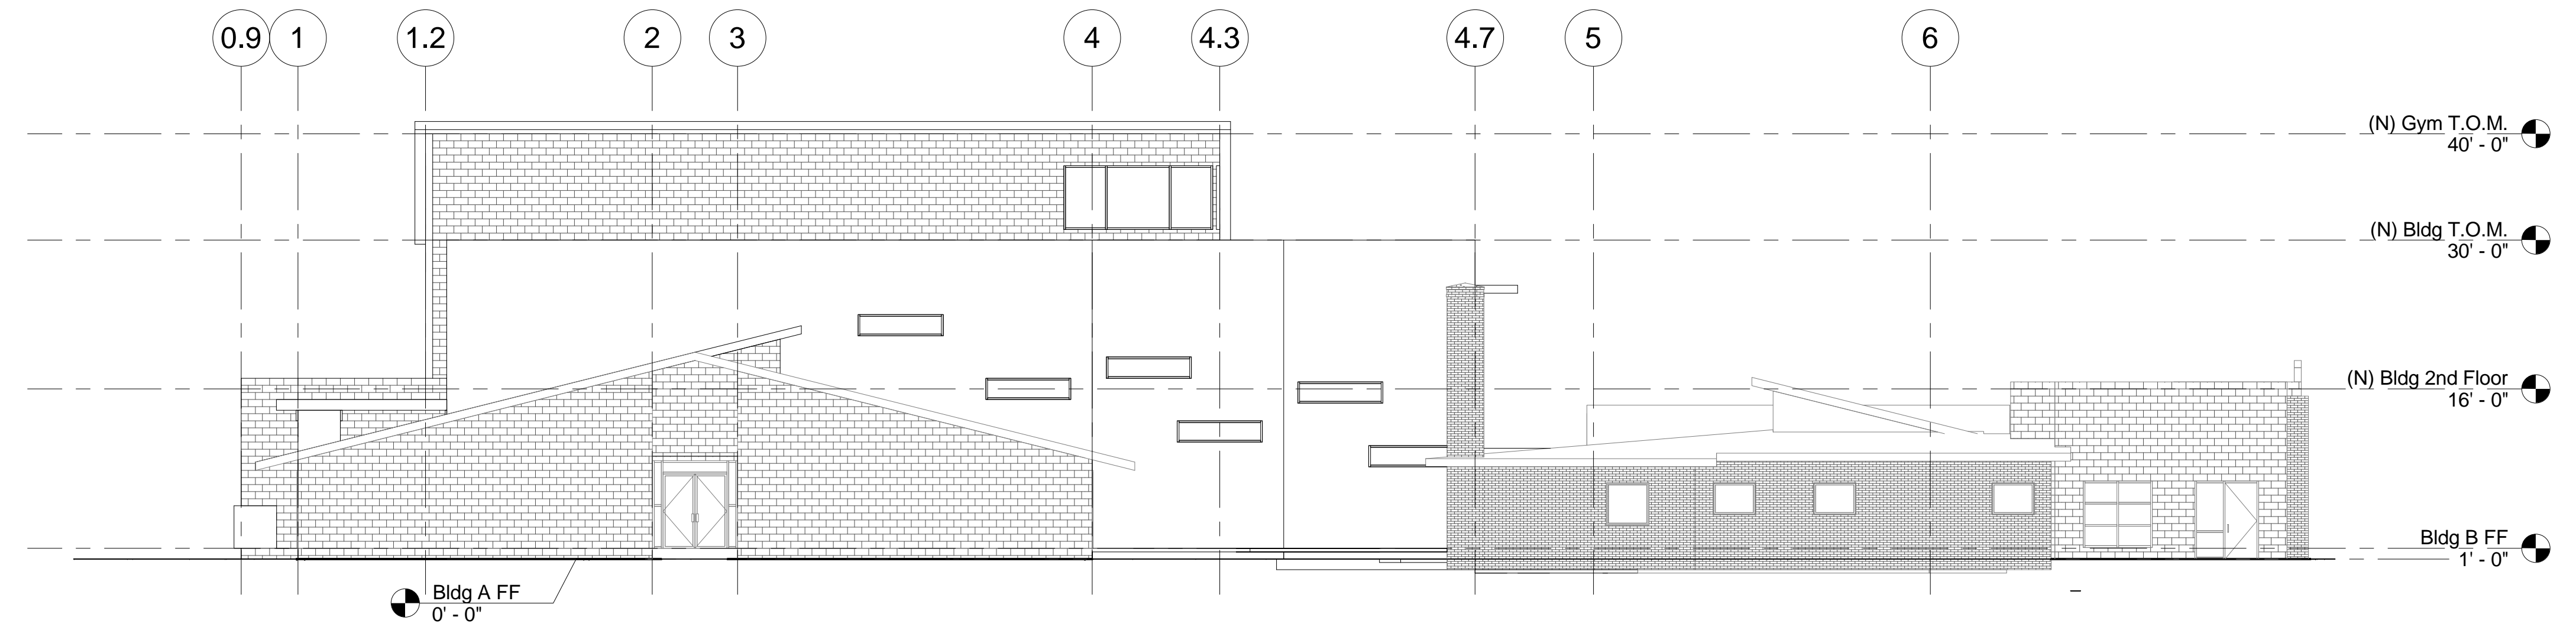 0.9 1 1.2 2 3 4 4.3 4.7 5 6
(N) Gym T.O.M.
40' - 0"
(N) Bldg T.O.M.
30' - 0"
(N) Bldg 2nd Floor
16' - 0"
Bldg B FF
1' - 0"
Bldg A FF
0' - 0"